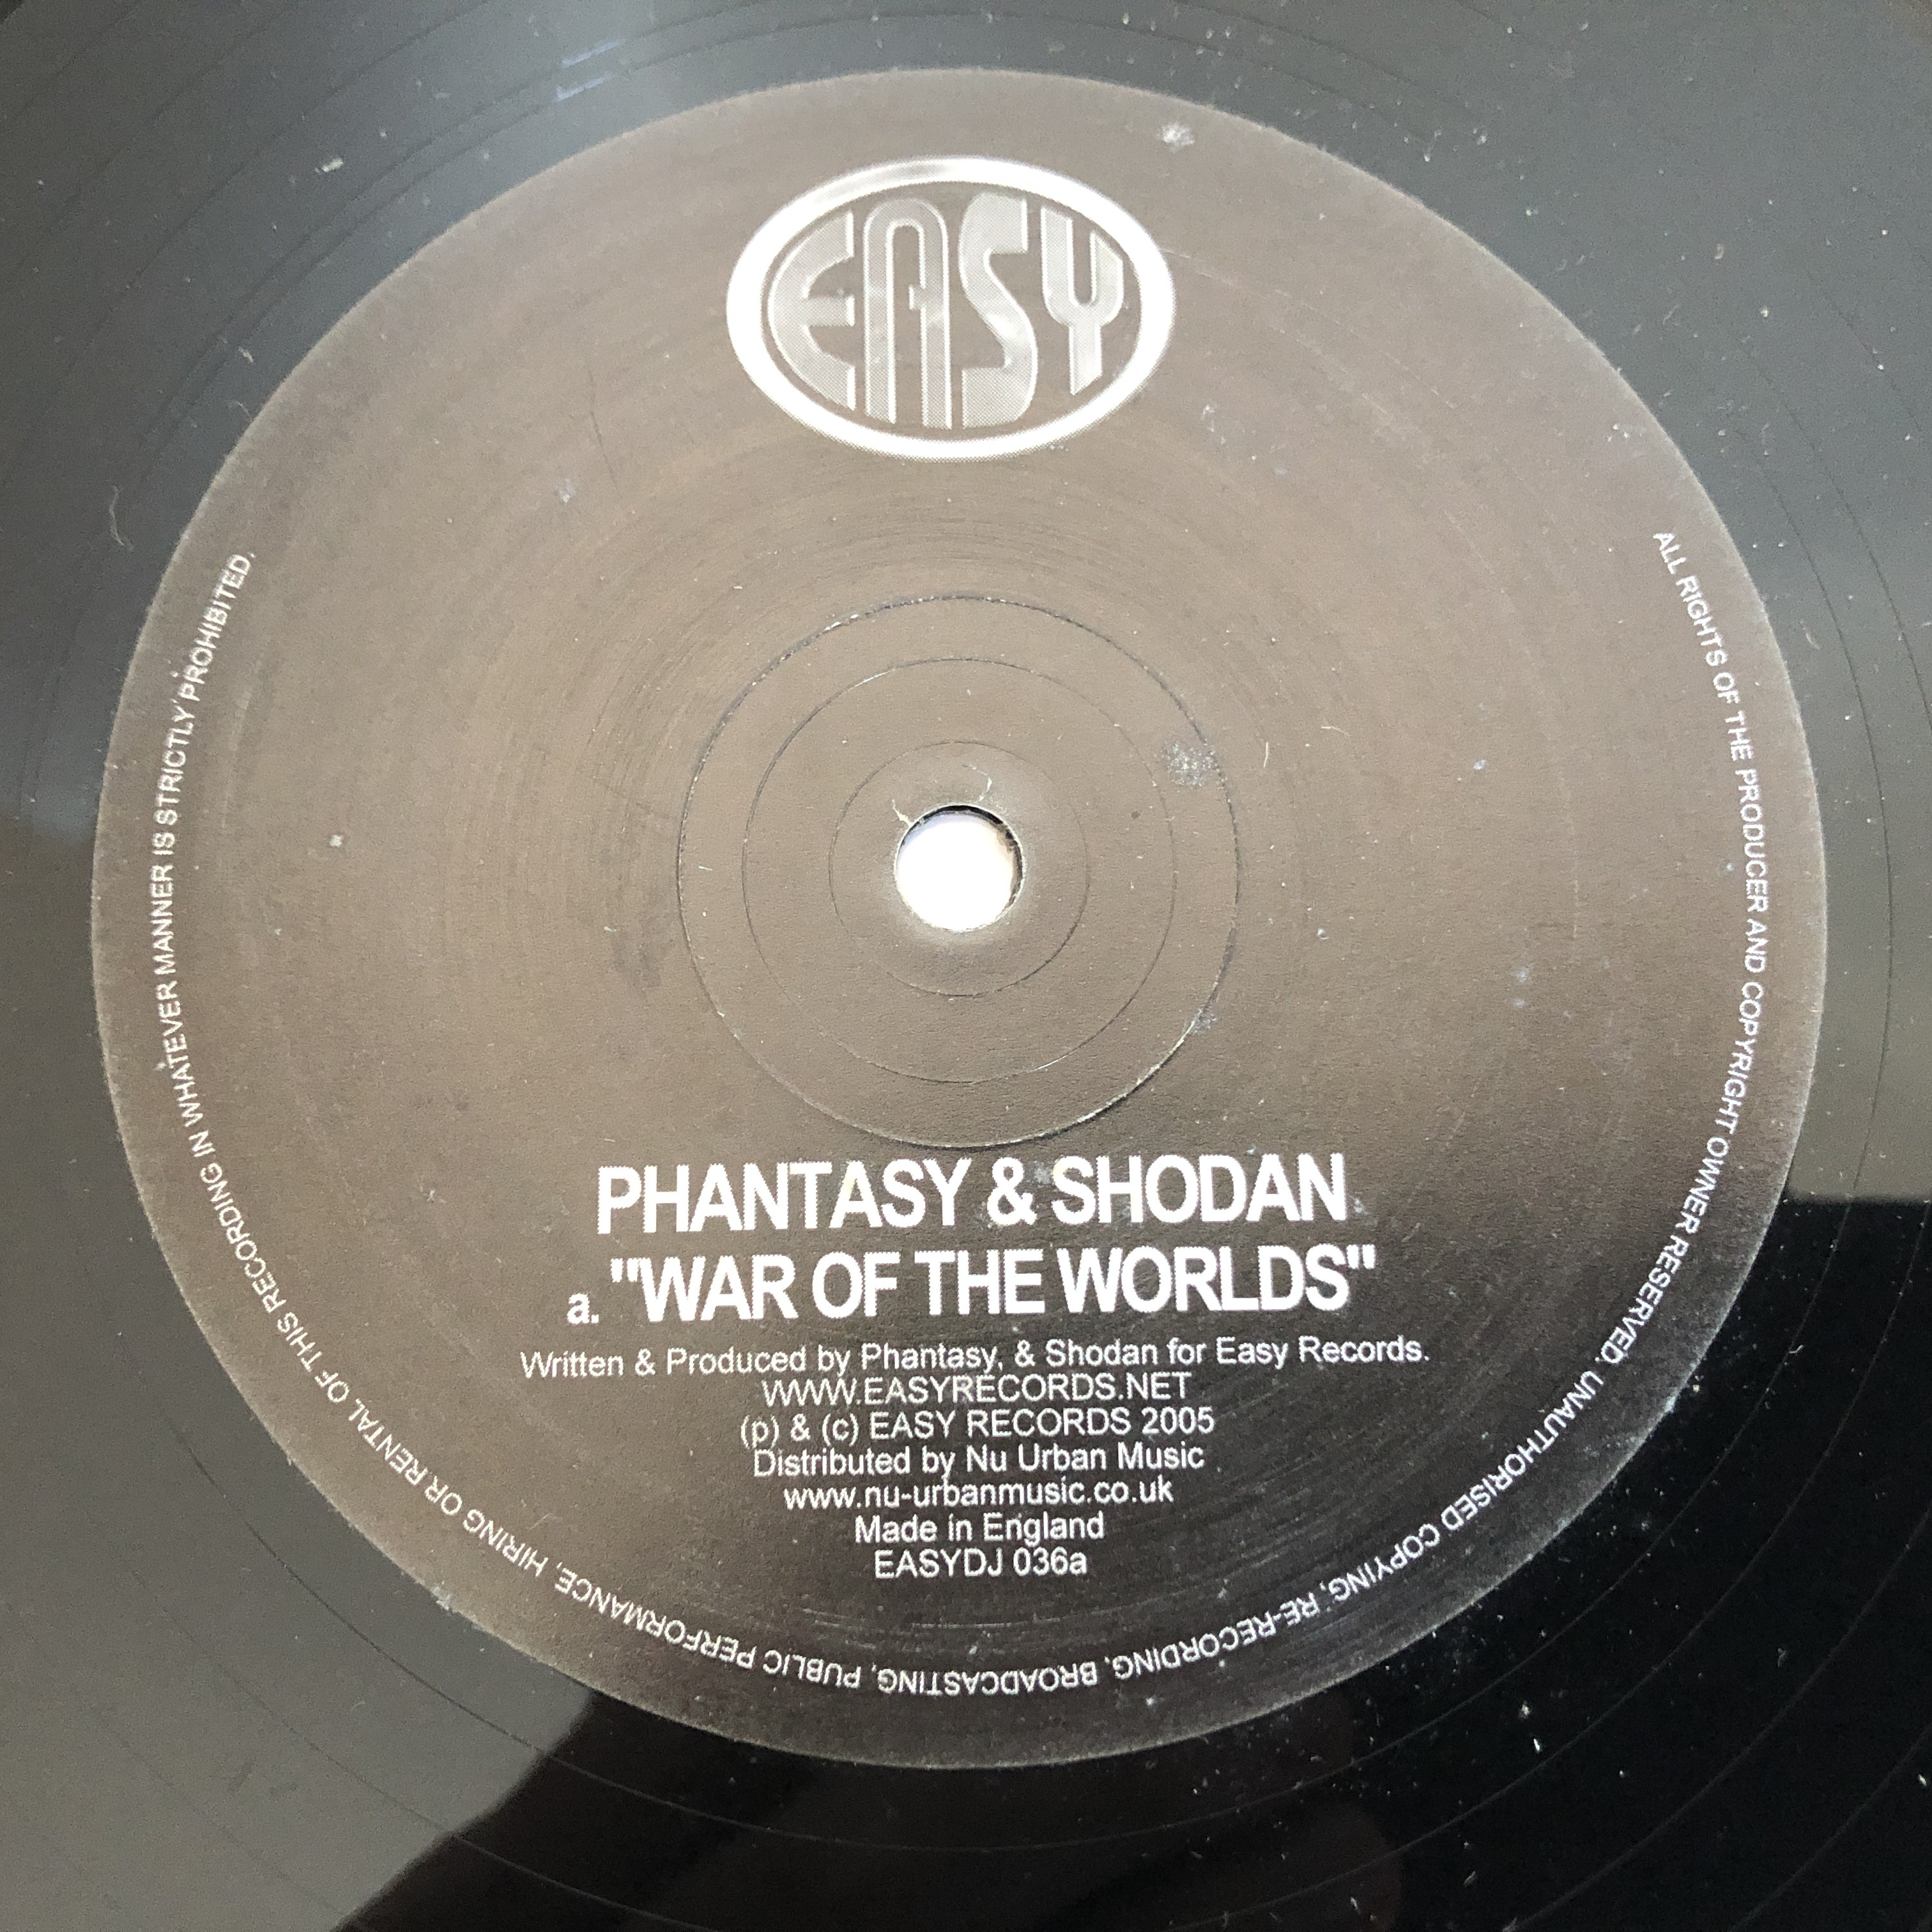 EASY
PHANTASY & SHODAN
a. "WAR OF THE WORLDS"
Written & Produced by Phantasy, & Shodan for Easy Records.
WWW.EASYRECORDS.NET
(p) & (c) EASY RECORDS 2005
Distributed by Nu Urban Music
www.nu-urbanmusic.co.uk
Made in England
EASYDJ 036a
ALL RIGHTS OF THE PRODUCER AND COPYRIGHT OWNER RESERVED. UNAUTHORISED COPYING, RE-RECORDING, BROADCASTING, PUBLIC PERFORMANCE, HIRING OR RENTAL OF THIS RECORDING IN WHATEVER MANNER IS STRICTLY PROHIBITED.